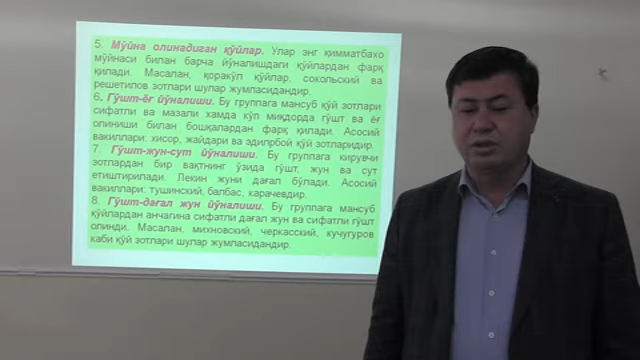 5. Мўйна олинадиган қўйлар. Улар энг қимматбахо
мўйнаси билан барча йўналишдаги қўйлардан фарқ
қилади. Масалан, қоракўл қўйлар, сокольский ва
решетилов зотлари шулар жумласидандир.
6. Гўшт-ёғ йўналиши. Бу группага мансуб қўй зотлари
сифатли ва мазали хамда кўп миқдорда гўшт ва ёғ
олиниши билан бошқалардан фарқ қилади. Асосий
вакиллари: хисор, жайдари ва эдилрбой қўй зотларидир.
7. Гўшт-жун-сут йўналиши. Бу группага кирувчи
зотлардан бир вақтнинг ўзида гўшт, жун ва сут
етиштирилади. Лекин жуни дағал бўлади. Асосий
вакиллари: тушинский, балбас, карачевдир.
8. Гўшт-дағал жун йўналиши. Бу группага мансуб
қўйлардан анчагина сифатли дағал жун ва сифатли гўшт
олинди. Масалан, михновский, черкасский, кучугуров
каби қўй зотлари шулар жумласидандир.